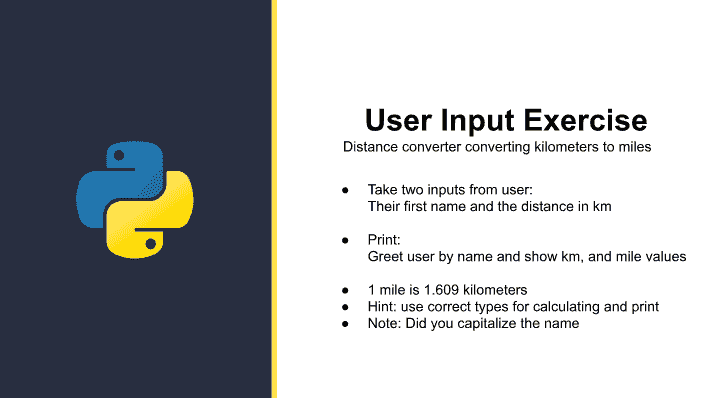 User Input Exercise
Distance converter converting kilometers to miles
● Take two inputs from user:
Their first name and the distance in km
● Print:
Greet user by name and show km, and mile values
● 1 mile is 1.609 kilometers
● Hint: use correct types for calculating and print
● Note: Did you capitalize the name